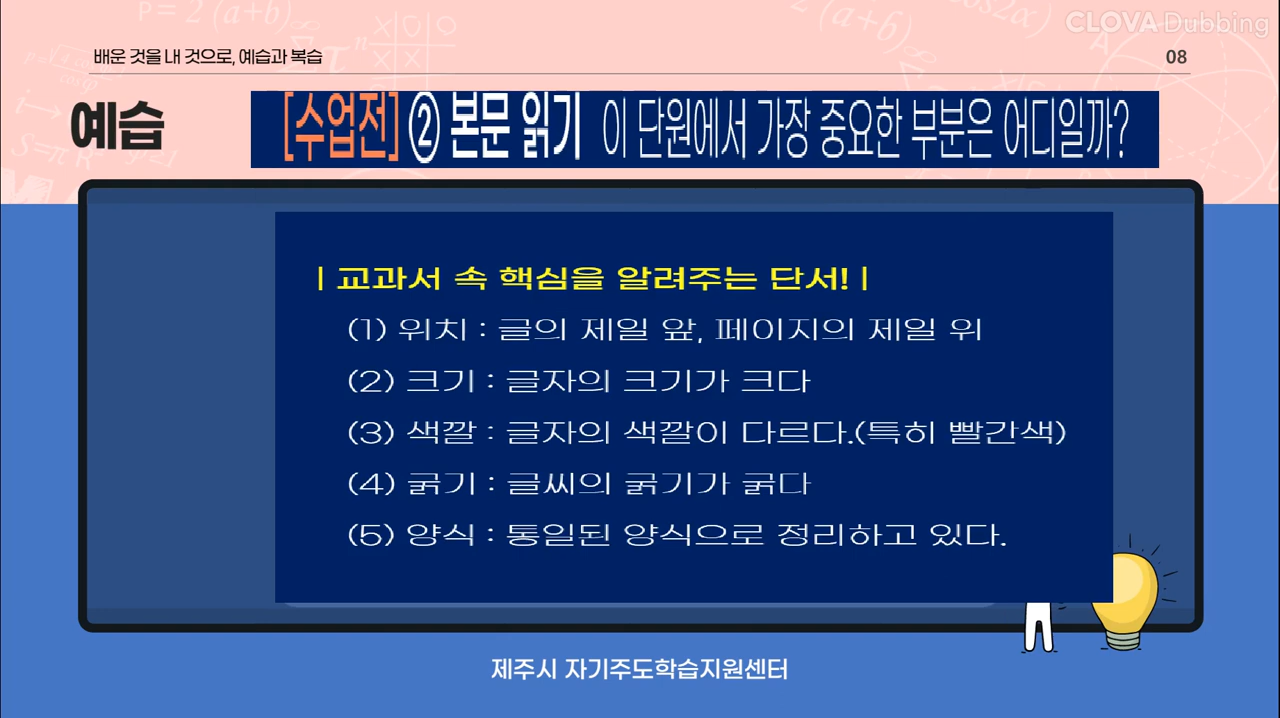 CLOVA Dubbing
배운 것을 내 것으로, 예습과 복습
08
예습
[수업전] ② 본문 읽기 이 단원에서 가장 중요한 부분은 어디일까?
| 교과서 속 핵심을 알려주는 단서! |
(1) 위치 : 글의 제일 앞, 페이지의 제일 위
(2) 크기 : 글자의 크기가 크다
(3) 색깔 : 글자의 색깔이 다르다.(특히 빨간색)
(4) 굵기 : 글씨의 굵기가 굵다
(5) 양식 : 통일된 양식으로 정리하고 있다.
제주시 자기주도학습지원센터